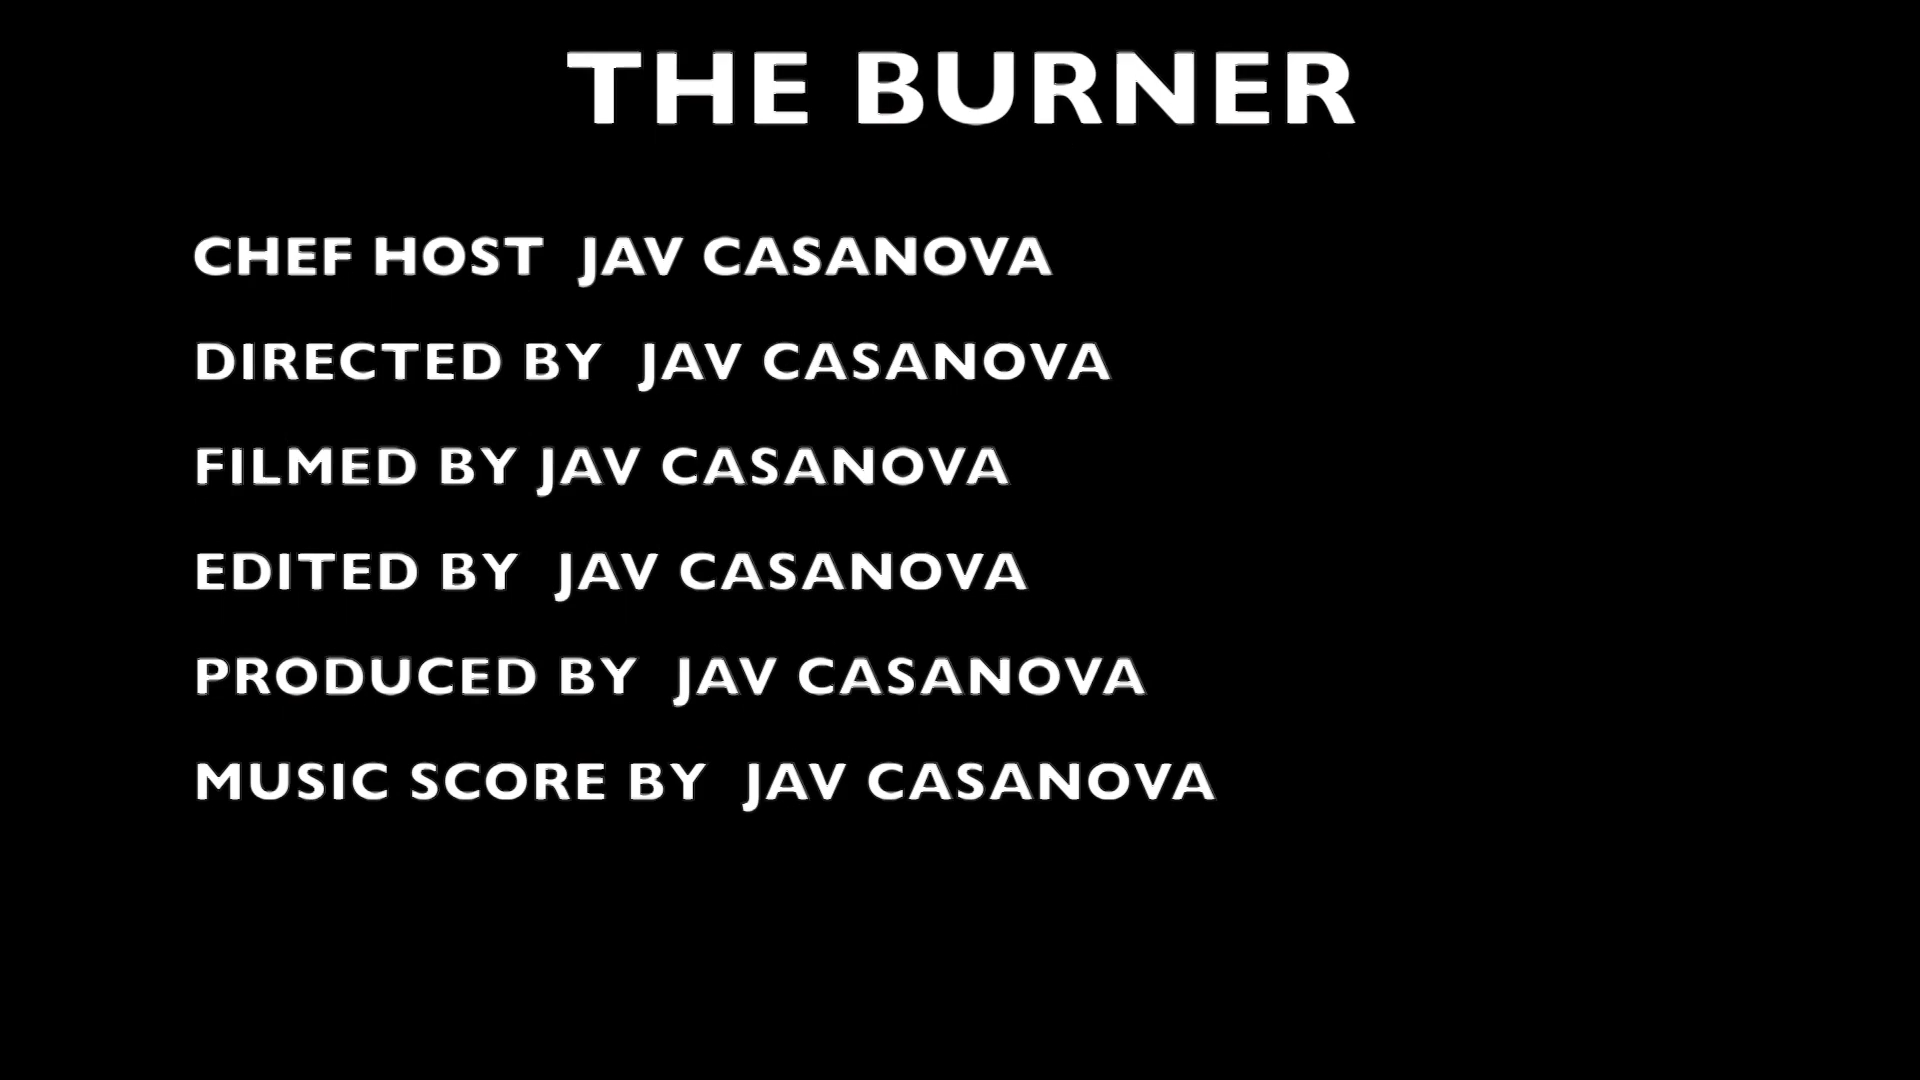 THE BURNER
CHEF HOST  JAV CASANOVA
DIRECTED BY  JAV CASANOVA
FILMED BY JAV CASANOVA
EDITED BY  JAV CASANOVA
PRODUCED BY  JAV CASANOVA
MUSIC SCORE BY  JAV CASANOVA